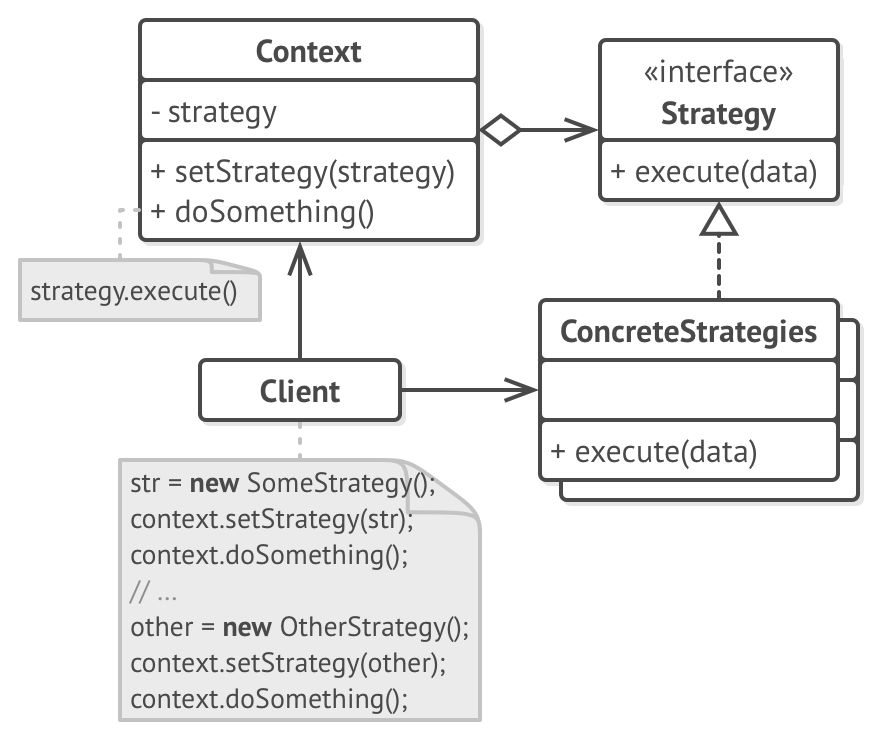 Context
- strategy
+ setStrategy(strategy)
+ doSomething()
«interface»
Strategy
+ execute(data)
strategy.execute()
Client
ConcreteStrategies
+ execute(data)
str = new SomeStrategy();
context.setStrategy(str);
context.doSomething();
// ...
other = new OtherStrategy();
context.setStrategy(other);
context.doSomething();